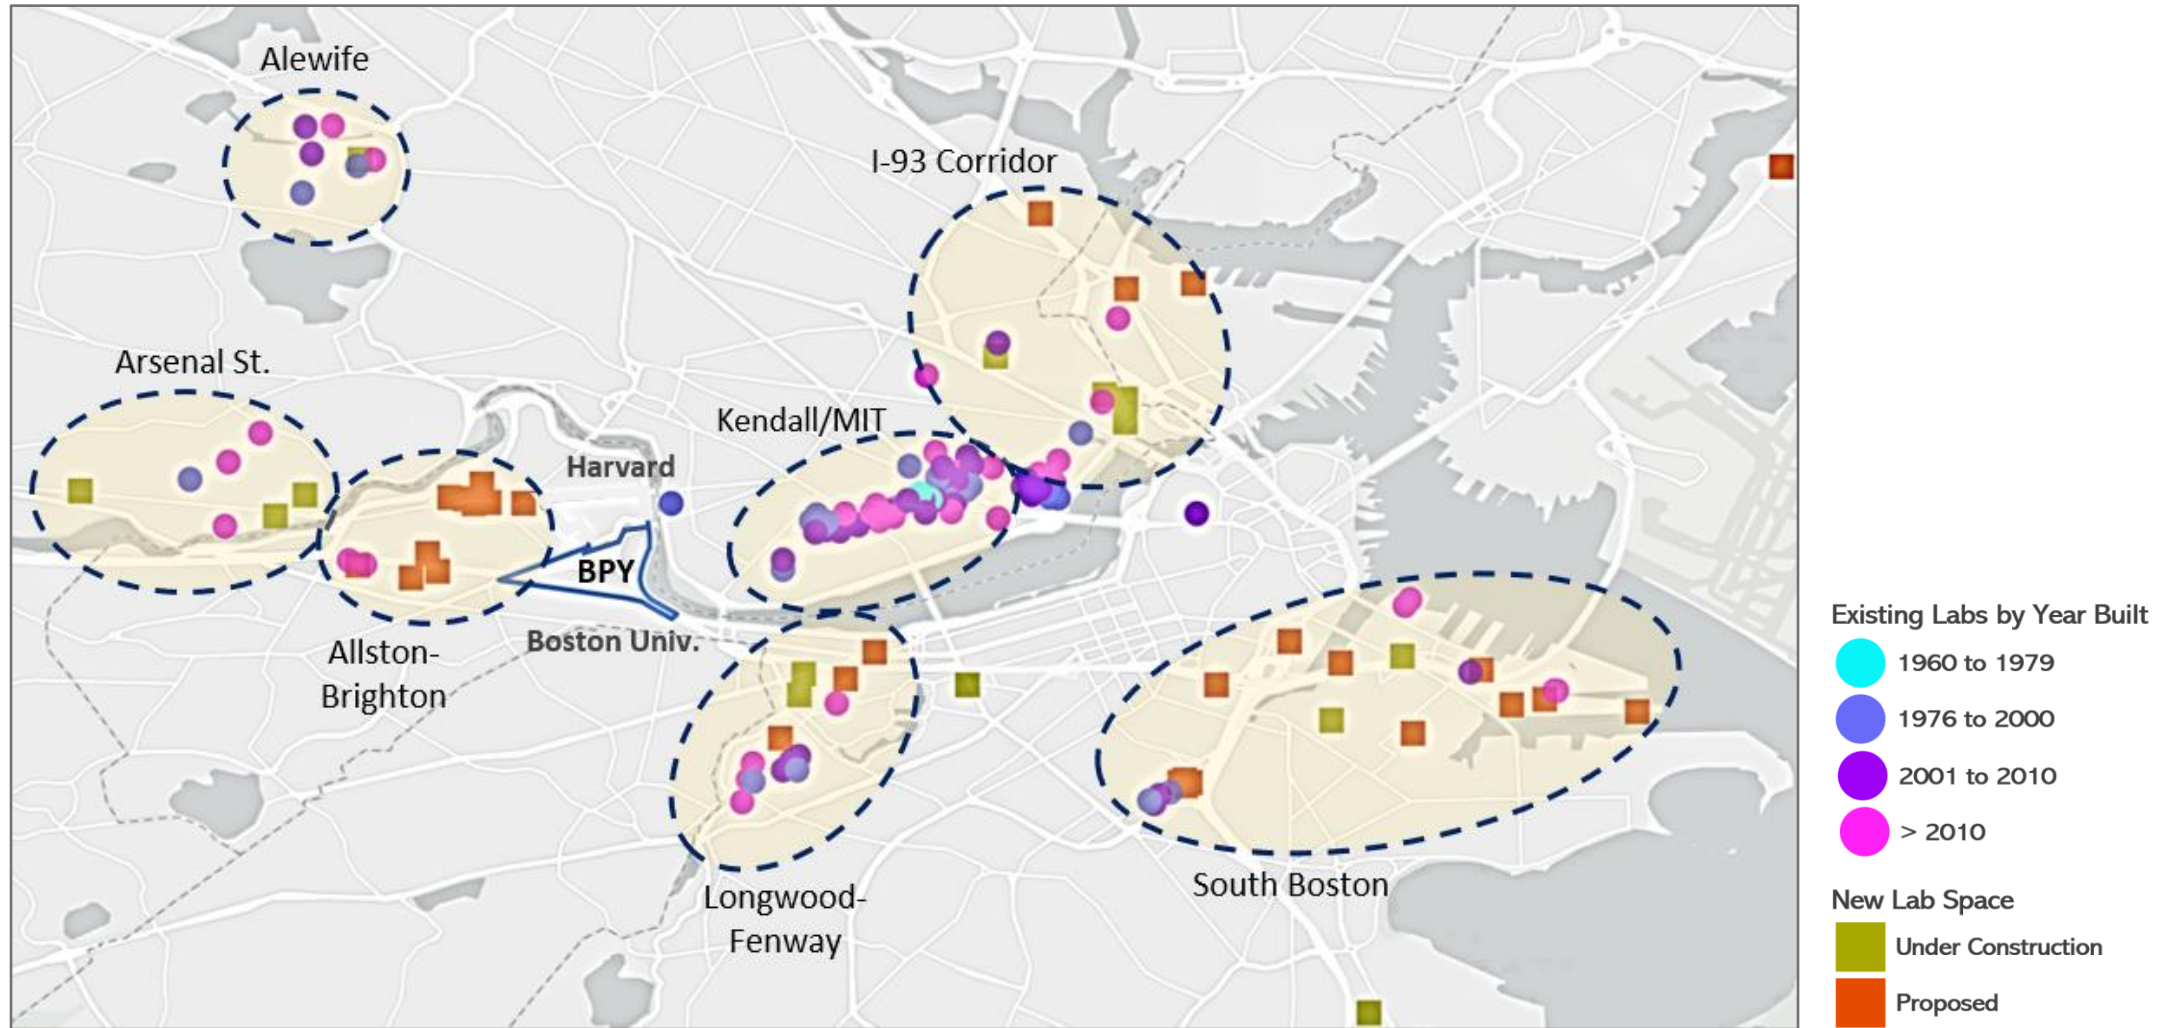 Alewife
I-93 Corridor
Arsenal St.
Kendall/MIT
Harvard
BPY
Boston Univ.
Allston-
Brighton
Longwood-
Fenway
South Boston
Existing Labs by Year Built
1960 to 1979
1976 to 2000
2001 to 2010
> 2010
New Lab Space
Under Construction
Proposed